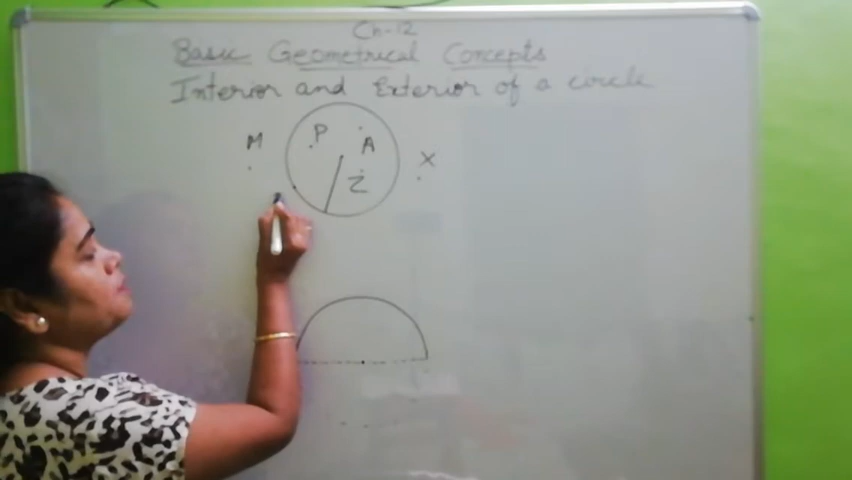 Ch-12
Basic Geometrical Concepts
Interior and Exterior of a circle
M P A X
Z